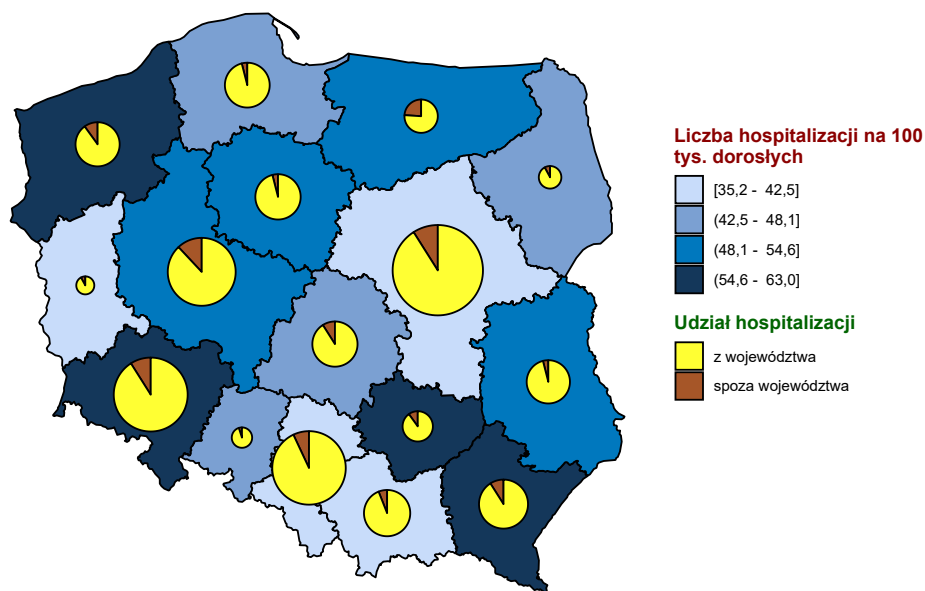 Liczba hospitalizacji na 100
tys. dorosłych
[35,2 - 42,5]
(42,5 - 48,1]
(48,1 - 54,6]
(54,6 - 63,0]
Udział hospitalizacji
z województwa
spoza województwa